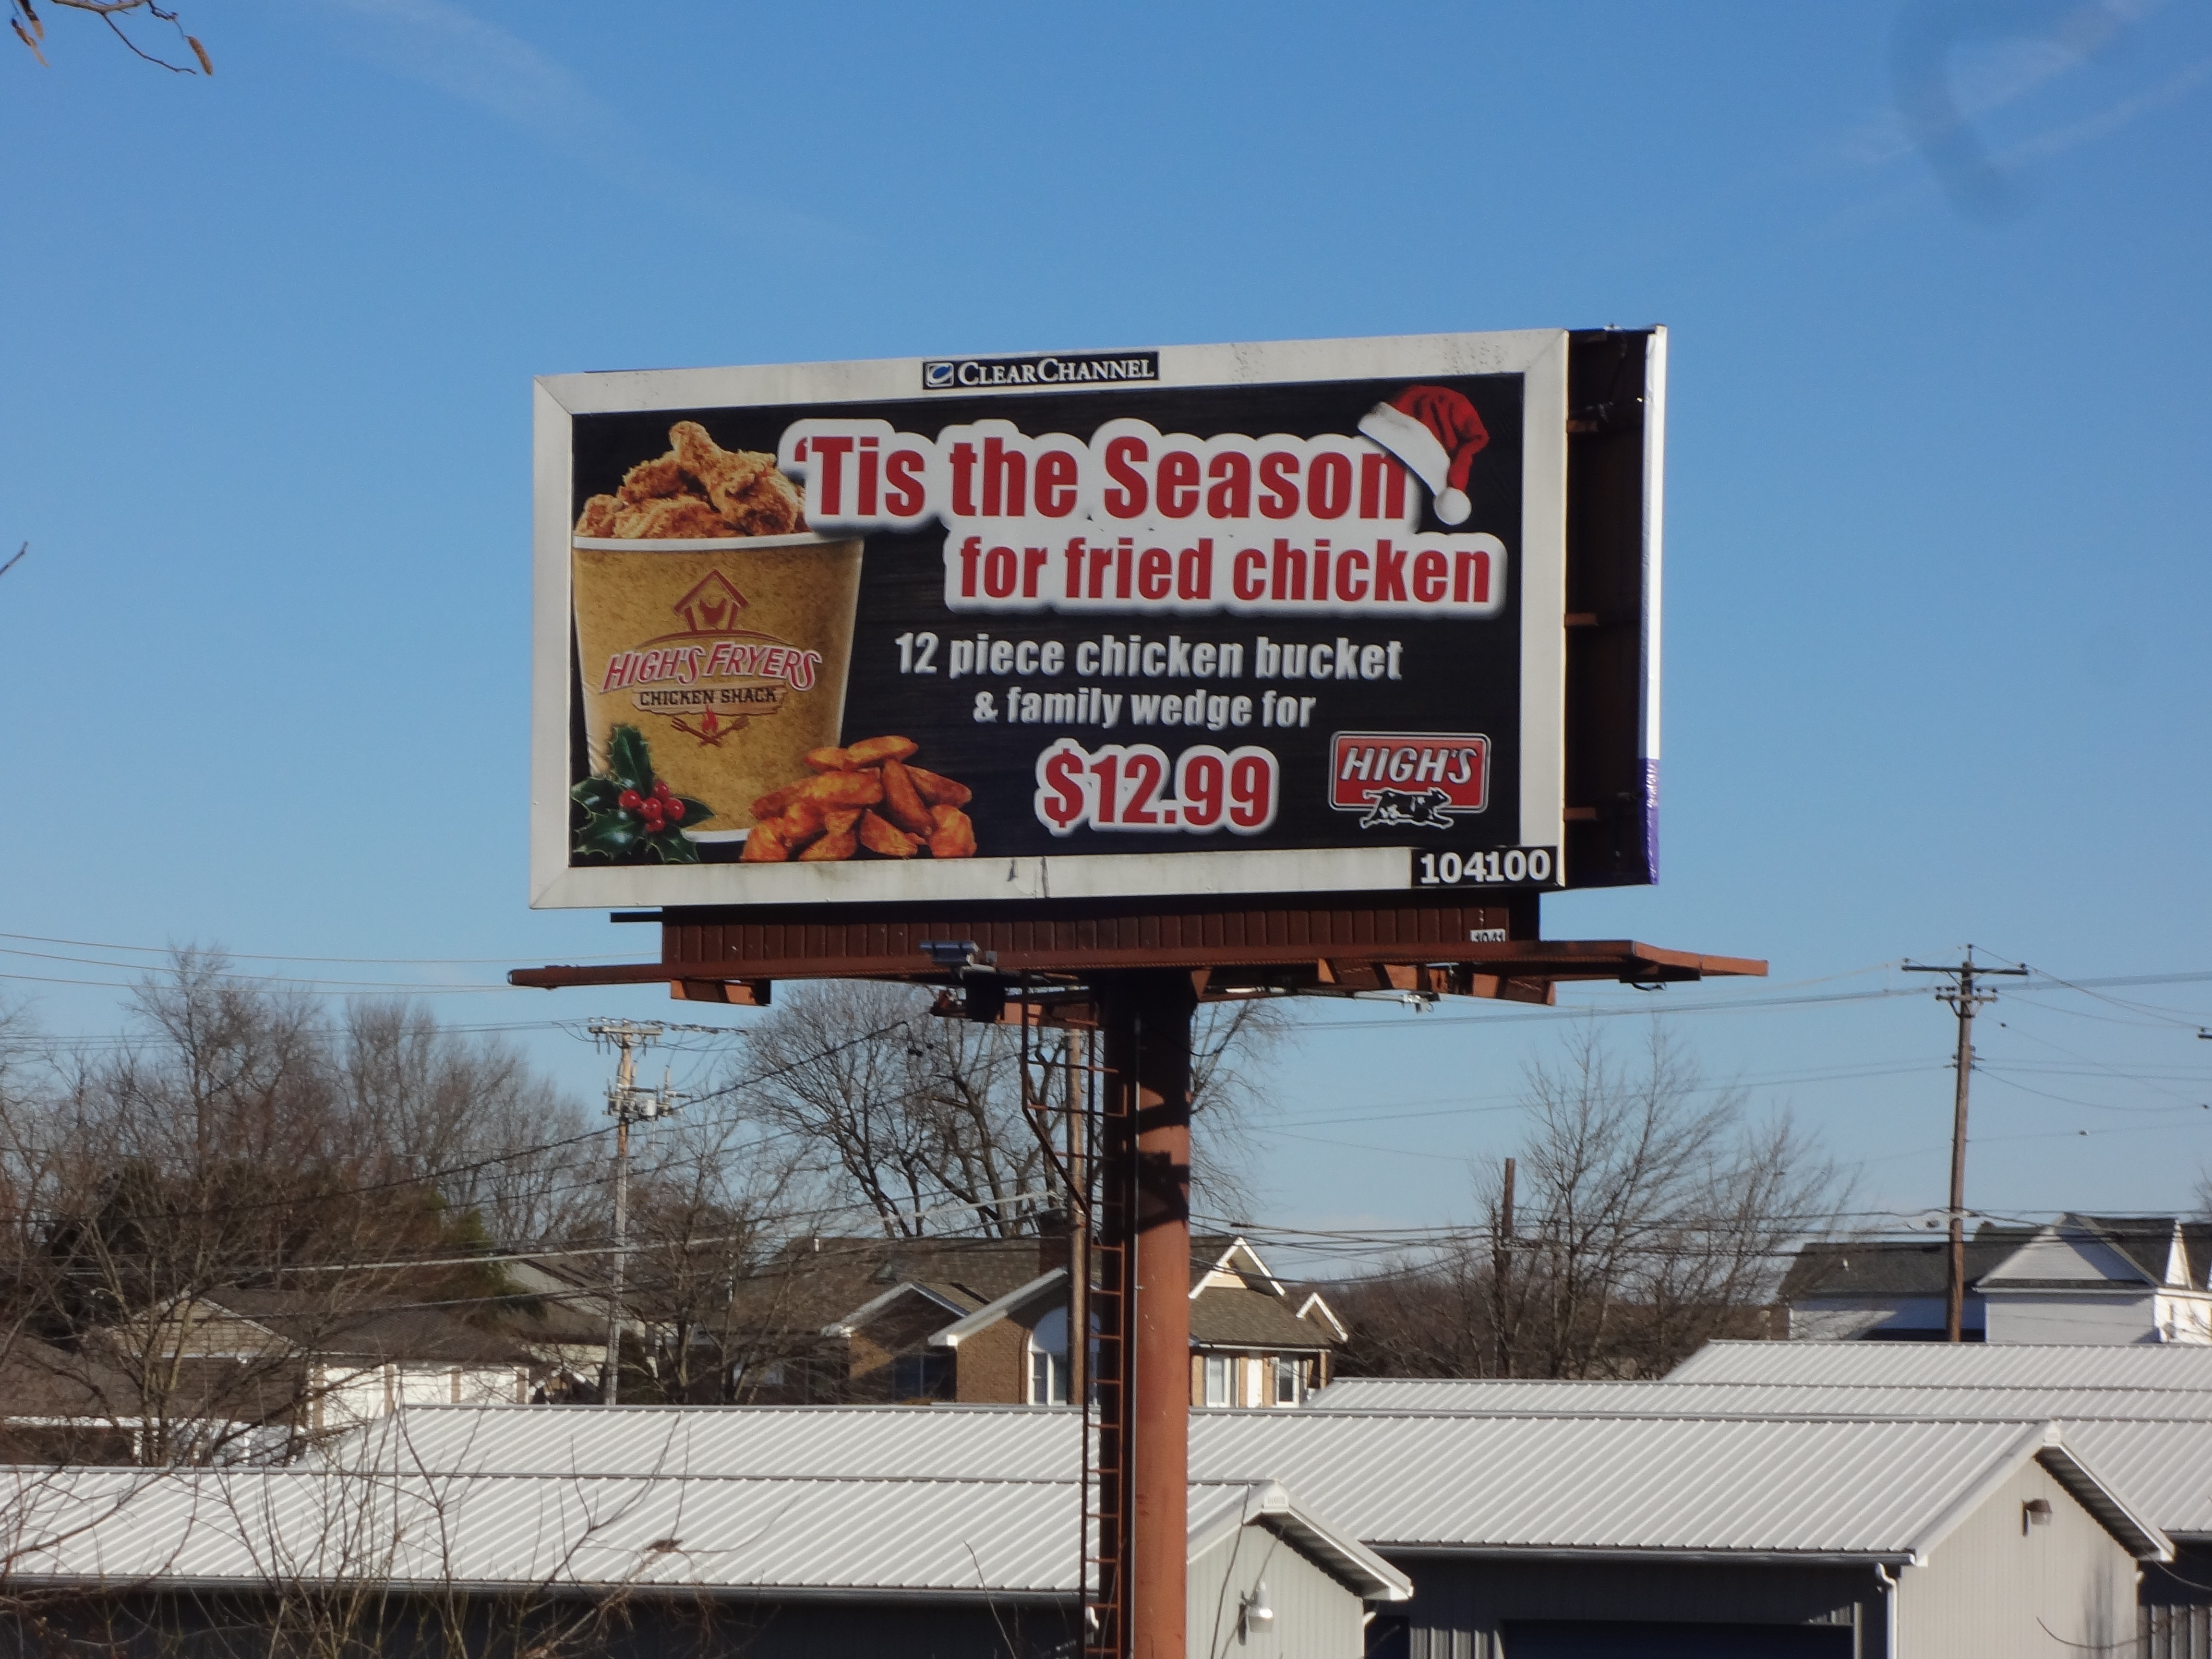 CLEARCHANNEL
‘Tis the Season
for fried chicken
12 piece chicken bucket
& family wedge for
$12.99
HIGH'S FRYERS
CHICKEN SHACK
HIGH'S
104100